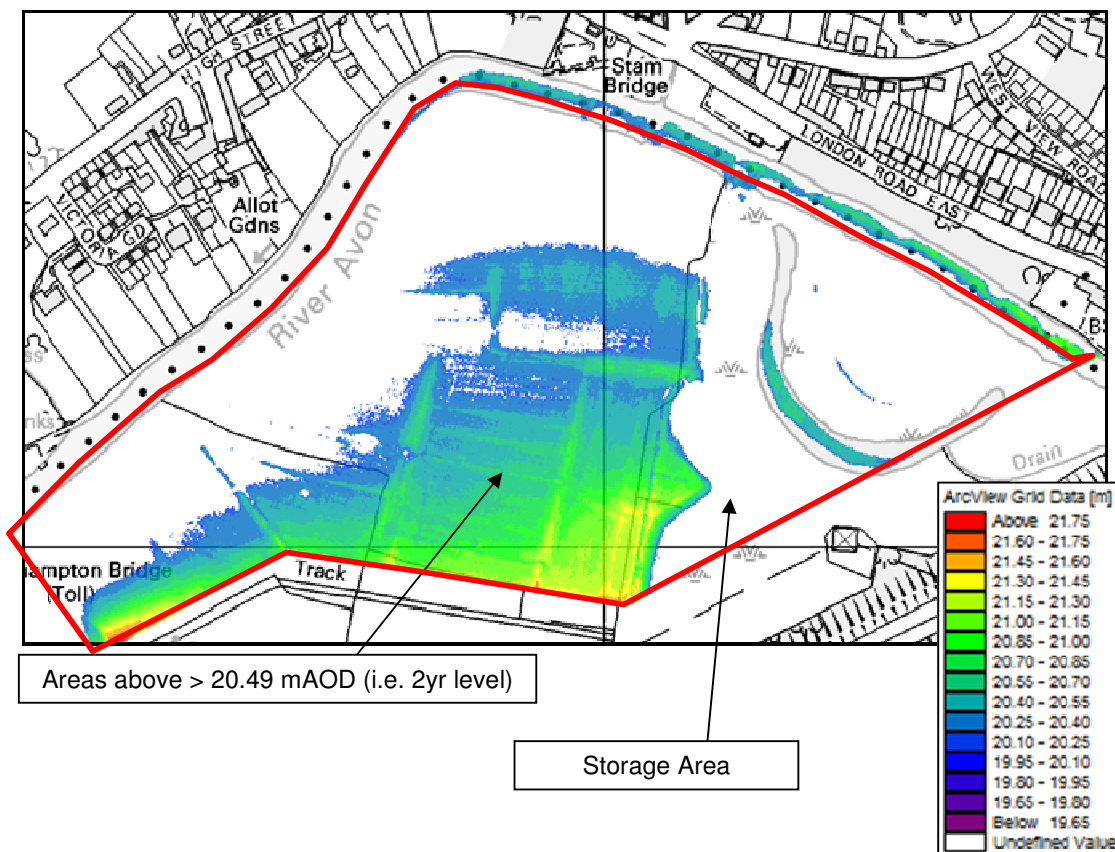 HIGH STREET
Stam
Bridge
WEST VIEW ROAD
LONDON ROAD EAST
VICTORIA GD
Allot
Gdns
River Avon
C
BS
ss
nks
Drain
hampton Bridge
(Toll)
Track
Areas above > 20.49 mAOD (i.e. 2yr level)
Storage Area
ArcView Grid Data [m]
Above 21.75
21.60 - 21.75
21.45 - 21.60
21.30 - 21.45
21.15 - 21.30
21.00 - 21.15
20.85 - 21.00
20.70 - 20.85
20.55 - 20.70
20.40 - 20.55
20.25 - 20.40
20.10 - 20.25
19.95 - 20.10
19.80 - 19.95
19.65 - 19.80
Below 19.65
Undefined Value